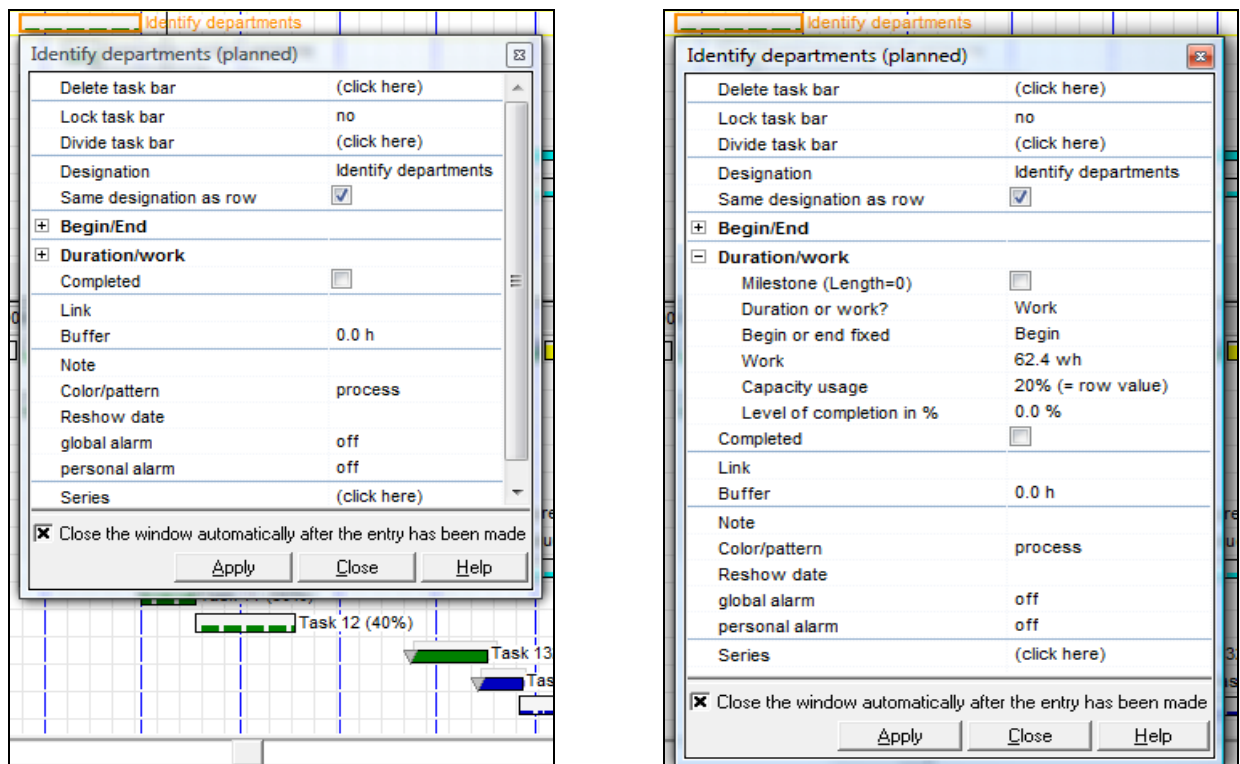 Identify departments
Identify departments (planned)
Delete task bar (click here)
Lock task bar no
Divide task bar (click here)
Designation Identify departments
Same designation as row
Begin/End
Duration/work
Completed
Link
Buffer 0.0 h
Note
Color/pattern process
Reshow date
global alarm off
personal alarm off
Series (click here)
Close the window automatically after the entry has been made
Apply Close Help
Task 12 (40%)
Task 13
Tas
Identify departments
Identify departments (planned)
Delete task bar (click here)
Lock task bar no
Divide task bar (click here)
Designation Identify departments
Same designation as row
Begin/End
Duration/work
Milestone (Length=0)
Duration or work? Work
Begin or end fixed Begin
Work 62.4 wh
Capacity usage 20% (= row value)
Level of completion in % 0.0 %
Completed
Link
Buffer 0.0 h
Note
Color/pattern process
Reshow date
global alarm off
personal alarm off
Series (click here)
Close the window automatically after the entry has been made
Apply Close Help